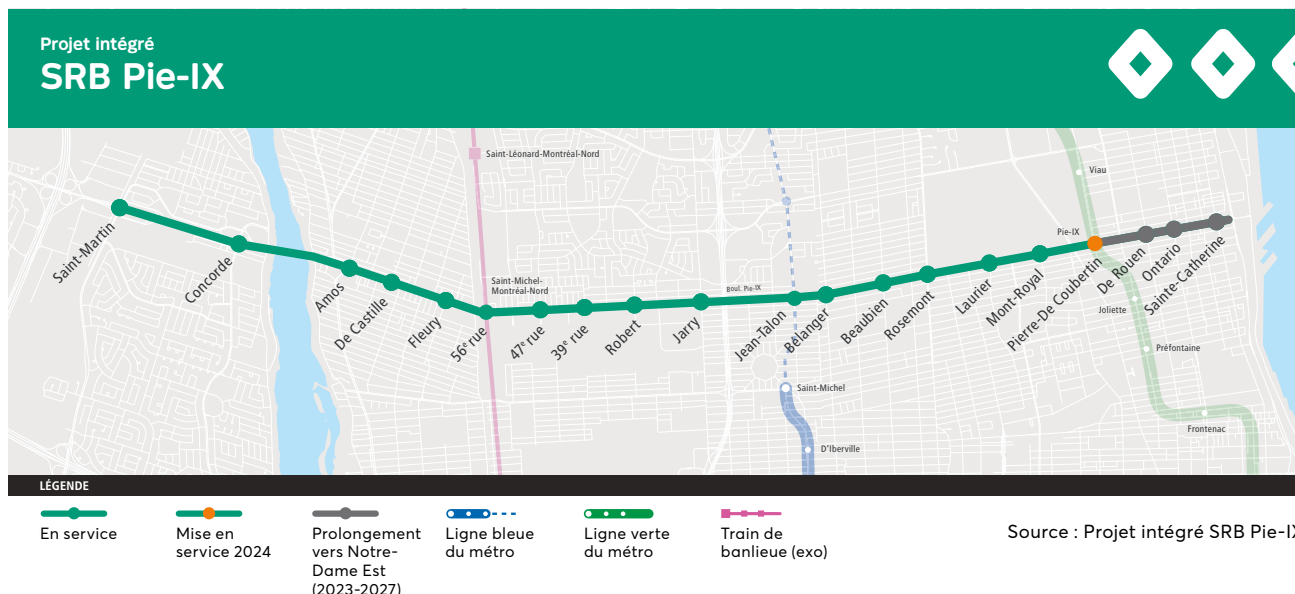 Projet intégré
SRB Pie-IX
Saint-Léonard-Montréal-Nord
Viau
Pie-IX
Saint-Martin
Concorde
Amos
De Castille
Fleury
Saint-Michel-
Montréal-Nord
56e rue
47e rue
39e rue
Robert
Jarry
Boul. Pie-IX
Jean-Talon
Bélanger
Beaubien
Rosemont
Laurier
Mont-Royal
Pierre-De Coubertin
De Rouen
Ontario
Sainte-Catherine
Joliette
Préfontaine
Saint-Michel
Frontenac
D'Iberville
LÉGENDE
En service
Mise en
service 2024
Prolongement
vers Notre-
Dame Est
(2023-2027)
Ligne bleue
du métro
Ligne verte
du métro
Train de
banlieue (exo)
Source : Projet intégré SRB Pie-IX